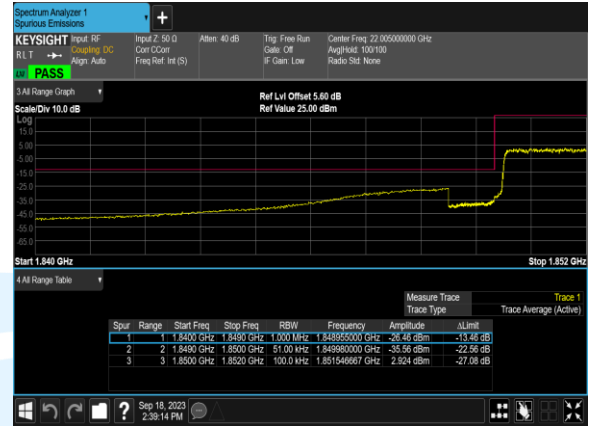 Spectrum Analyzer 1
Spurious Emissions
+
KEYSIGHT Input: RF Input Z: 50 Ω Atten: 40 dB Trig: Free Run Center Freq: 22.005000000 GHz
RLT Coupling: DC Corr CCorr Gate: Off Avg|Hold: 100/100
Align: Auto Freq Ref: Int (S) IF Gain: Low Radio Std: None
PASS
3 All Range Graph
Ref Lvl Offset 5.60 dB
Scale/Div 10.0 dB Ref Value 25.00 dBm
Log
15.0
5.00
-5.00
-15.0
-25.0
-35.0
-45.0
-55.0
-65.0
Start 1.840 GHz Stop 1.852 GHz
4 All Range Table
Measure Trace Trace 1
Trace Type Trace Average (Active)
Spur Range Start Freq Stop Freq RBW Frequency Amplitude ΔLimit
1 1 1.8400 GHz 1.8490 GHz 1.000 MHz 1.848955000 GHz -26.46 dBm -13.46 dB
2 2 1.8490 GHz 1.8500 GHz 51.00 kHz 1.849980000 GHz -35.56 dBm -22.56 dB
3 3 1.8500 GHz 1.8520 GHz 100.0 kHz 1.851546667 GHz 2.924 dBm -27.08 dB
? Sep 18, 2023
2:39:14 PM